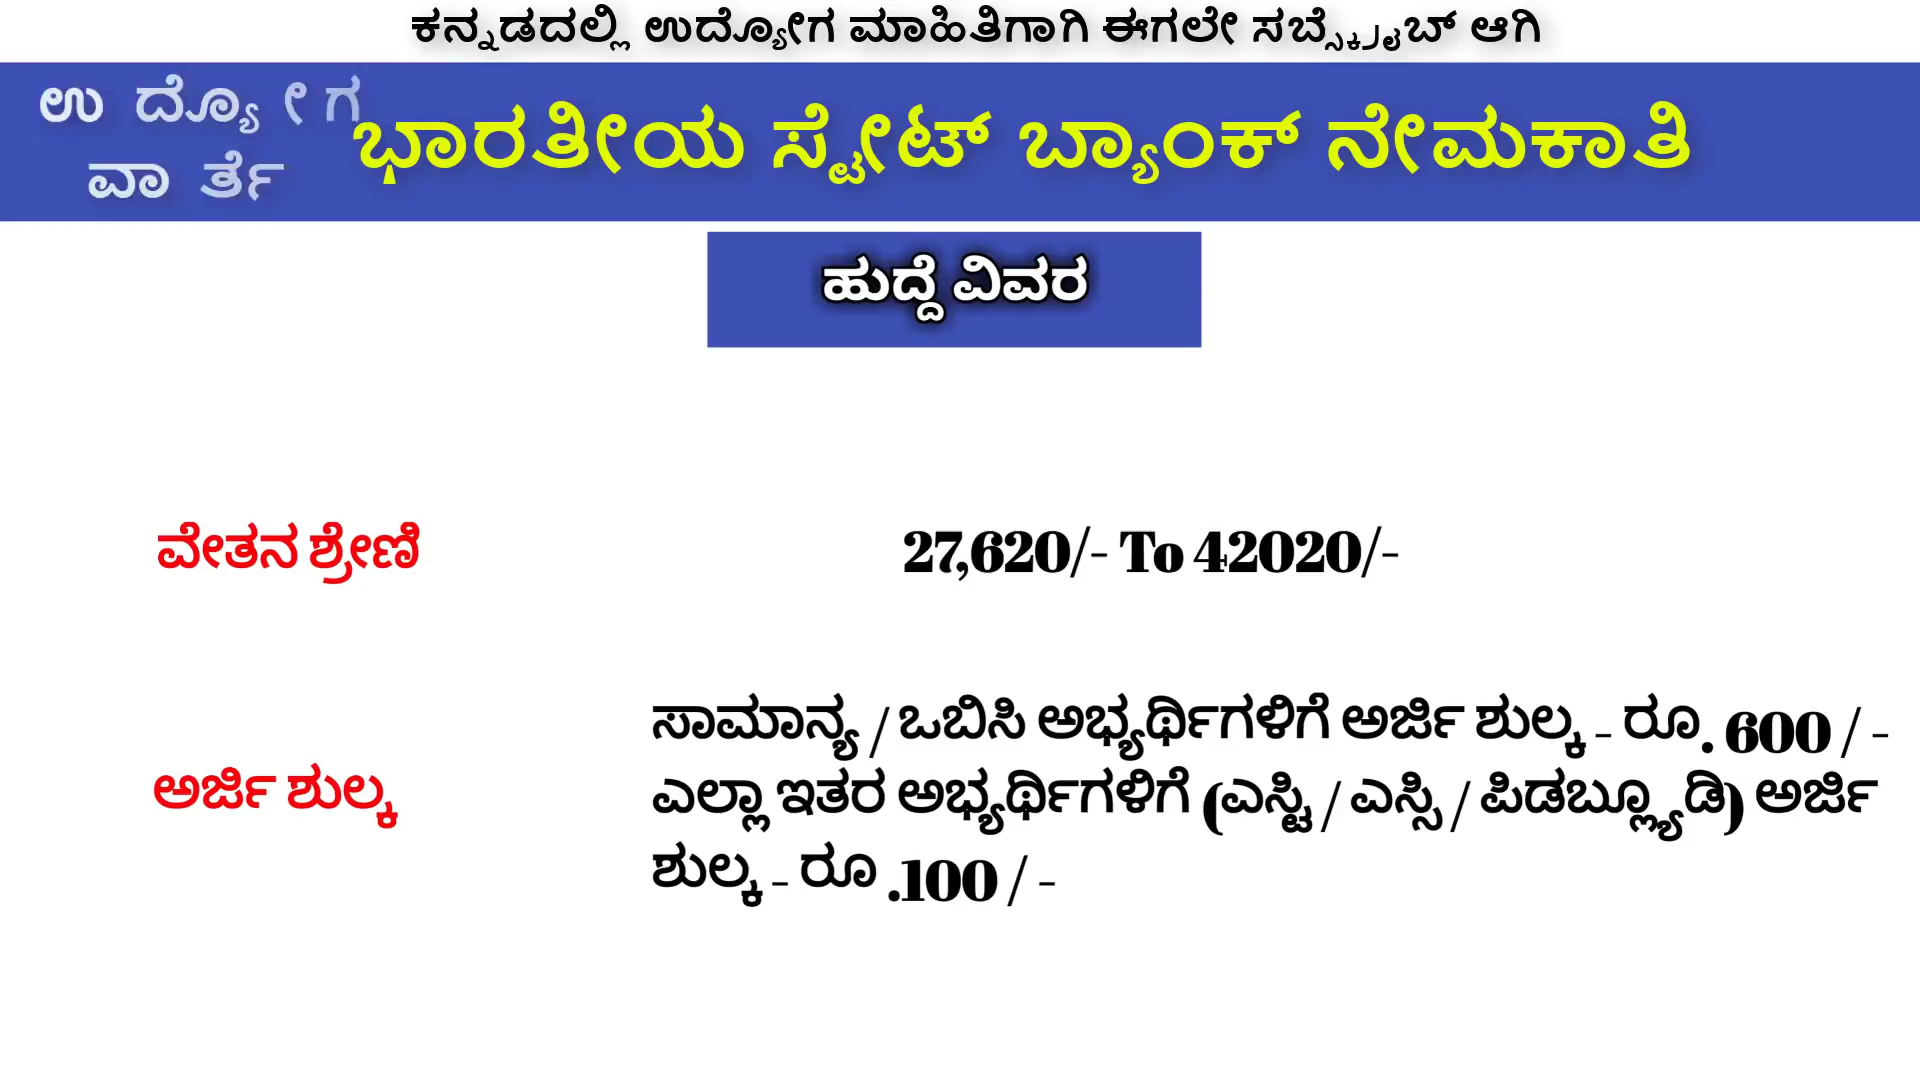 ಕನ್ನಡದಲ್ಲಿ ಉದ್ಯೋಗ ಮಾಹಿತಿಗಾಗಿ ಈಗಲೇ ಸಬ್ಸ್ಕ್ರೈಬ್ ಆಗಿ
ಉ ದ್ಯೊ ೀ ಗ
ವಾ ರ್ತೆ
ಭಾರತೀಯ ಸ್ಟೇಟ್ ಬ್ಯಾಂಕ್ ನೇಮಕಾತಿ
ಹುದ್ದೆ ವಿವರ
ವೇತನ ಶ್ರೇಣಿ
27,620/- To 42020/-
ಅರ್ಜಿ ಶುಲ್ಕ
ಸಾಮಾನ್ಯ / ಒಬಿಸಿ ಅಭ್ಯರ್ಥಿಗಳಿಗೆ ಅರ್ಜಿ ಶುಲ್ಕ - ರೂ. 600 / -
ಎಲ್ಲಾ ಇತರ ಅಭ್ಯರ್ಥಿಗಳಿಗೆ (ಎಸ್ಟಿ / ಎಸ್ಸಿ / ಪಿಡಬ್ಲ್ಯೂಡಿ) ಅರ್ಜಿ
ಶುಲ್ಕ - ರೂ .100 / -